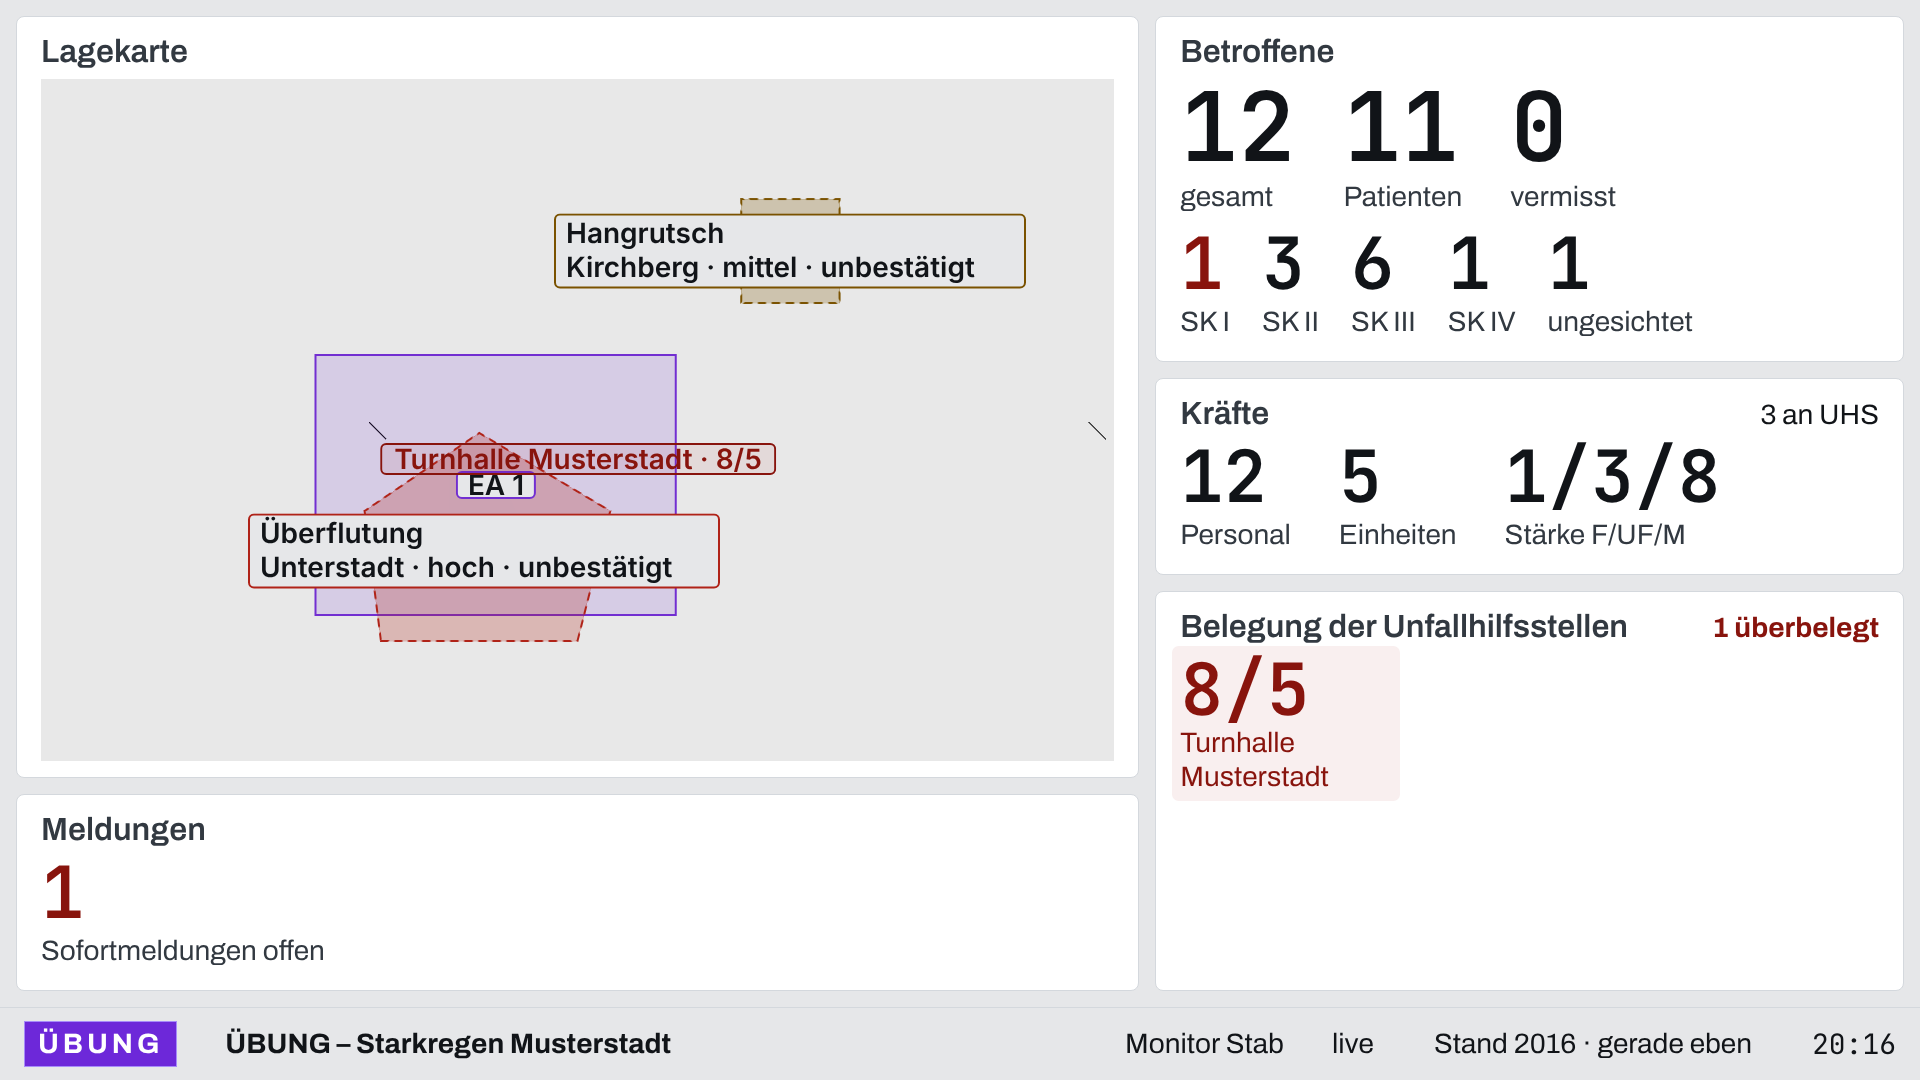 Lagekarte
Hangrutsch
Kirchberg · mittel · unbestätigt
Turnhalle Musterstadt · 8/5
EA 1
Überflutung
Unterstadt · hoch · unbestätigt
Meldungen
1
Sofortmeldungen offen
Betroffene
12 11 0
gesamt Patienten vermisst
1 3 6 1 1
SK I SK II SK III SK IV ungesichtet
Kräfte 3 an UHS
12 5 1/3/8
Personal Einheiten Stärke F/UF/M
Belegung der Unfallhilfsstellen 1 überbelegt
8/5
Turnhalle
Musterstadt
ÜBUNG ÜBUNG – Starkregen Musterstadt Monitor Stab live Stand 2016 · gerade eben 20:16